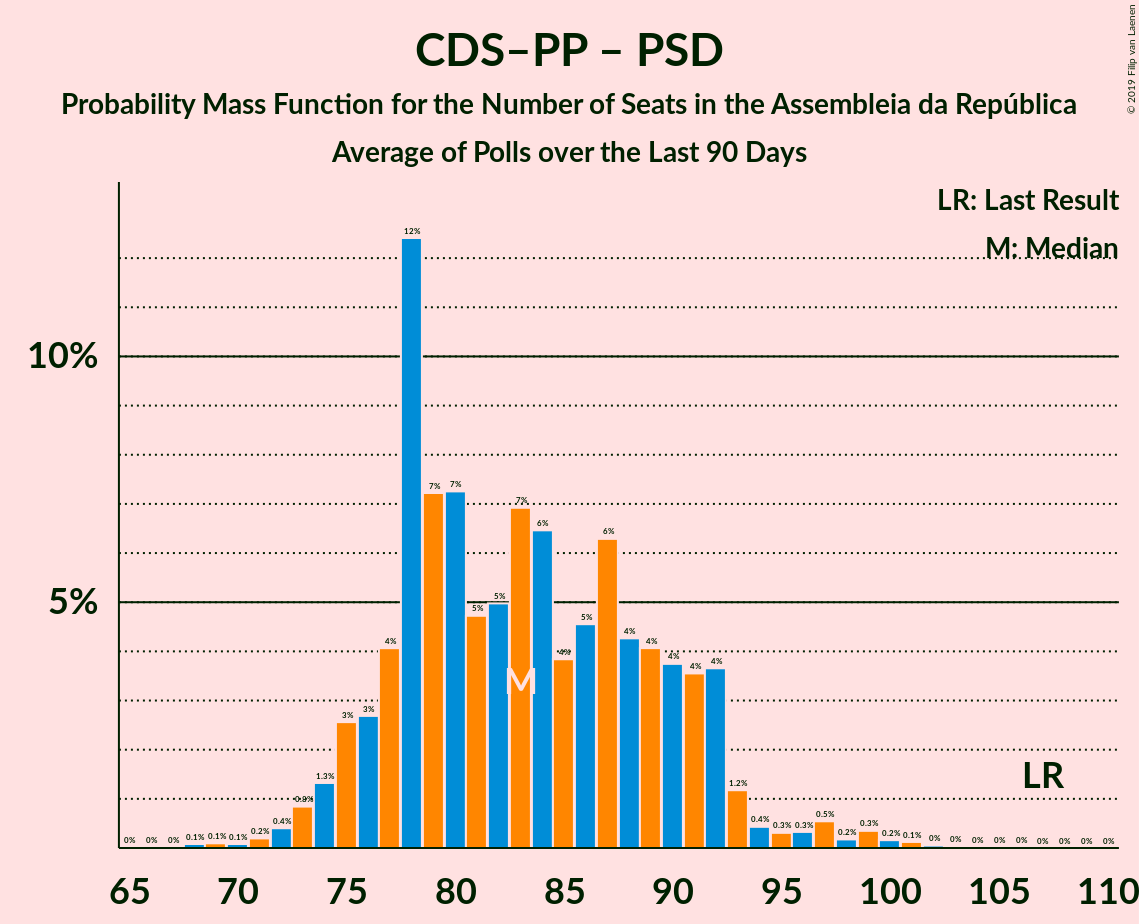 CDS–PP – PSD
Probability Mass Function for the Number of Seats in the Assembleia da República
Average of Polls over the Last 90 Days
© 2019 Filip van Laenen
LR: Last Result
M: Median
10%
5%
0% 0% 0% 0.1% 0.1% 0.1% 0.2% 0.4% 0.8% 1.3% 3% 3% 4% 12% 7% 7% 5% 5% 7% 6% 4% 5% 6% 4% 4% 4% 4% 4% 1.2% 0.4% 0.3% 0.3% 0.5% 0.2% 0.3% 0.2% 0.1% 0% 0% 0% 0% 0% 0% 0% 0% 0%
M
LR
65 70 75 80 85 90 95 100 105 110